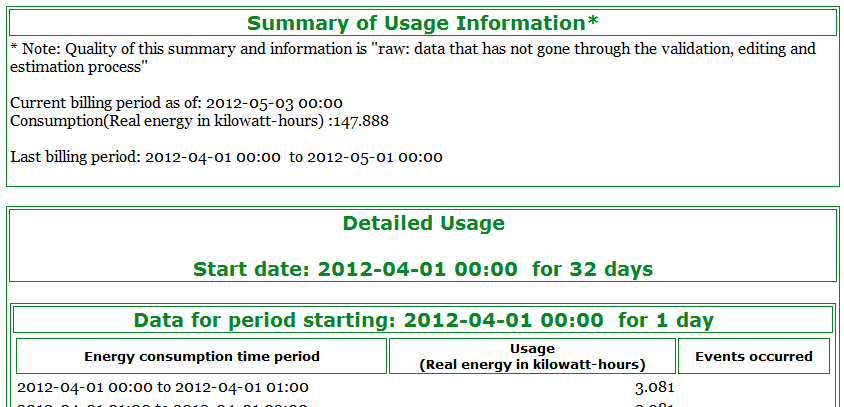 Summary of Usage Information*
* Note: Quality of this summary and information is "raw: data that has not gone through the validation, editing and
estimation process"
Current billing period as of: 2012-05-03 00:00
Consumption(Real energy in kilowatt-hours) :147.888
Last billing period: 2012-04-01 00:00  to 2012-05-01 00:00
Detailed Usage
Start date: 2012-04-01 00:00  for 32 days
Data for period starting: 2012-04-01 00:00  for 1 day
Energy consumption time period
Usage
(Real energy in kilowatt-hours)
Events occurred
2012-04-01 00:00 to 2012-04-01 01:00 3.081